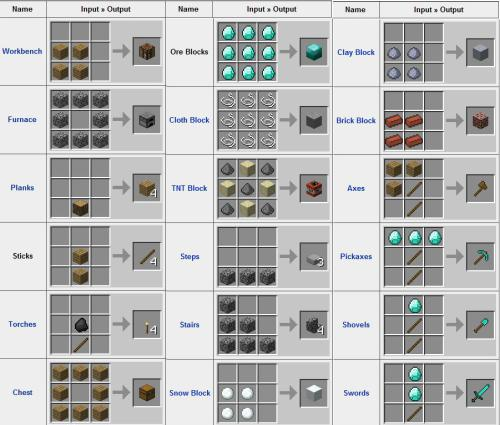 Name Input » Output Name Input » Output Name Input » Output
Workbench Ore Blocks Clay Block
Furnace Cloth Block Brick Block
Planks 4 TNT Block Axes
Sticks 4 Steps 3 Pickaxes
Torches 4 Stairs 4 Shovels
Chest Snow Block Swords